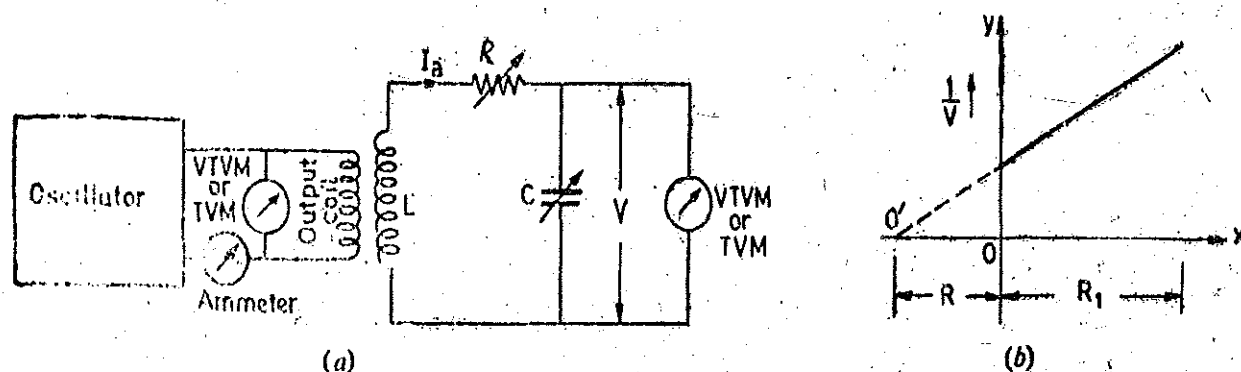 Oscillator
VTVM
or
TVM
Ammeter
Output
Coil
L
Iₐ
R
C
V
VTVM
or
TVM
(a)
y
1/V
O'
O
x
R
R₁
(b)